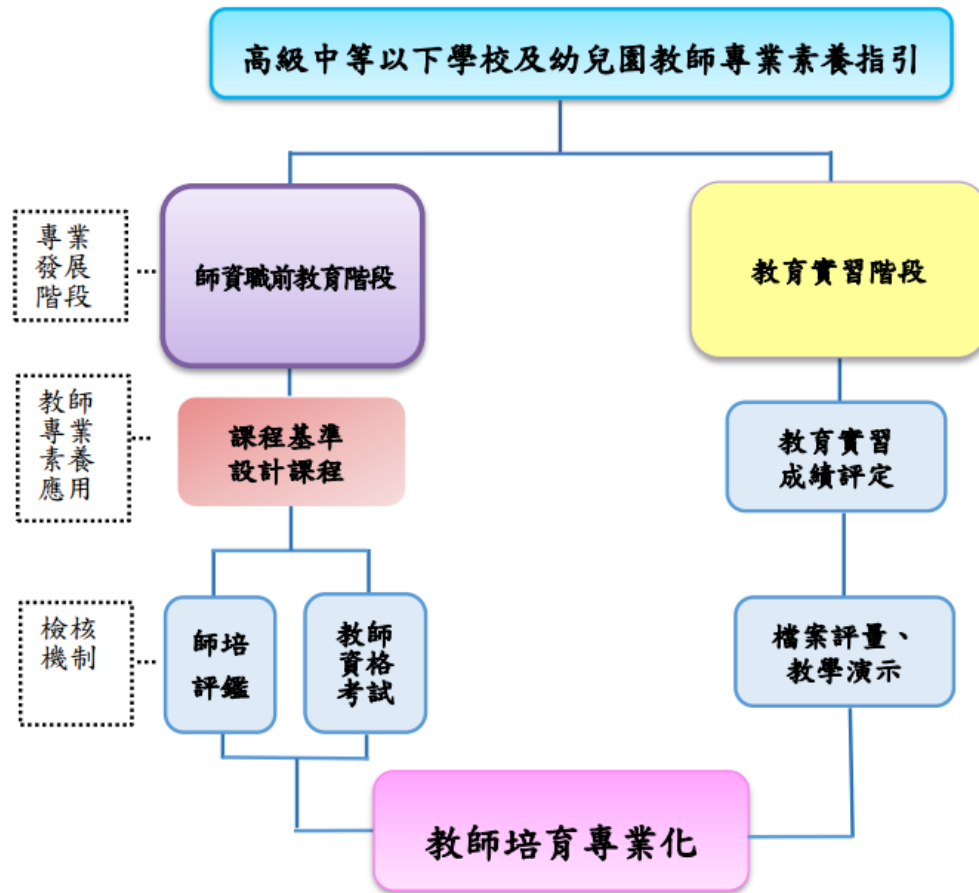 高級中等以下學校及幼兒園教師專業素養指引
專業
發展
階段
師資職前教育階段
教育實習階段
教師
專業
素養
應用
課程基準
設計課程
教育實習
成績評定
檢核
機制
師培
評鑑
教師
資格
考試
檔案評量、
教學演示
教師培育專業化